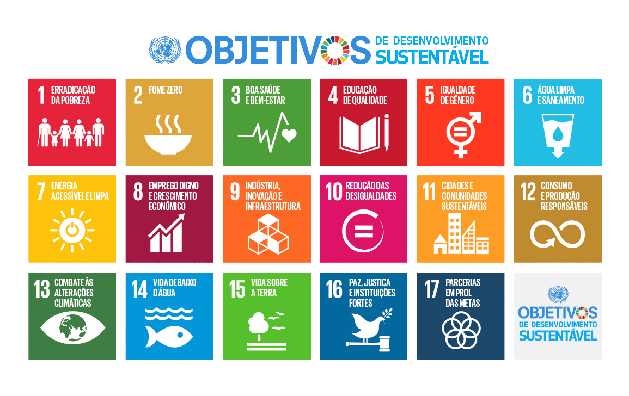 OBJETIVOS
DE DESENVOLVIMENTO
SUSTENTÁVEL
1 ERRADICAÇÃO
DA POBREZA
2 FOME ZERO
3 BOA SAÚDE
E BEM-ESTAR
4 EDUCAÇÃO
DE QUALIDADE
5 IGUALDADE
DE GÉNERO
6 ÁGUA LIMPA
E SANEAMENTO
7 ENERGIA
ACESSÍVEL E LIMPA
8 EMPREGO DIGNO
E CRESCIMENTO
ECONÓMICO
9 INDÚSTRIA,
INOVAÇÃO E
INFRAESTRUTURA
10 REDUÇÃO DAS
DESIGUALDADES
11 CIDADES E
COMUNIDADES
SUSTENTÁVEIS
12 CONSUMO
E PRODUÇÃO
RESPONSÁVEIS
13 COMBATE ÀS
ALTERAÇÕES
CLIMÁTICAS
14 VIDA DEBAIXO
D'ÁGUA
15 VIDA SOBRE
A TERRA
16 PAZ, JUSTIÇA
E INSTITUIÇÕES
FORTES
17 PARCERIAS
EM PROL
DAS METAS
OBJETIVOS
DE DESENVOLVIMENTO
SUSTENTÁVEL